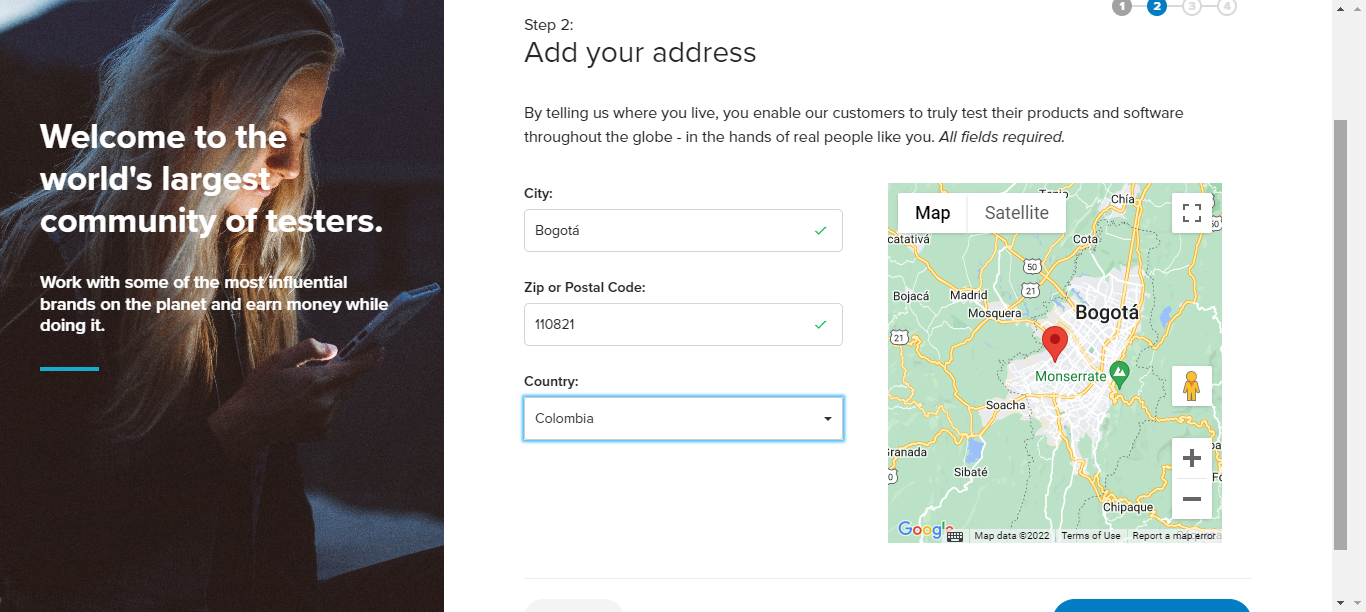 Welcome to the
world's largest
community of testers.
Work with some of the most influential
brands on the planet and earn money while
doing it.
1 2 3 4
Step 2:
Add your address
By telling us where you live, you enable our customers to truly test their products and software
throughout the globe - in the hands of real people like you. All fields required.
City:
Bogotá
Zip or Postal Code:
110821
Country:
Colombia
Map
Satellite
Tenjo
Chía
50
catativá
Cota
50
21
Bojacá
Madrid
Mosquera
Bogotá
21
Monserrate
Soacha
Granada
Sibaté
Chipaque
Google
Map data ©2022
Terms of Use
Report a map error